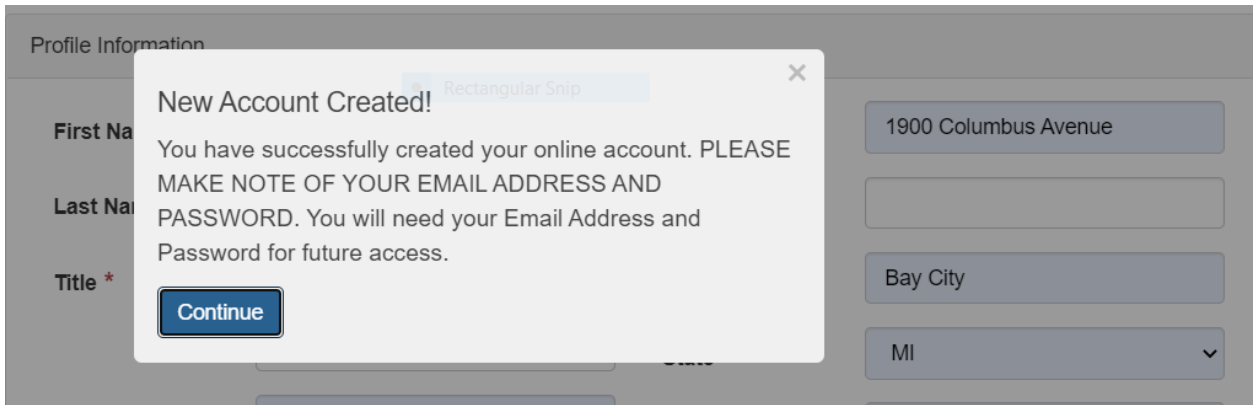 Profile Information
Rectangular Snip
New Account Created!
You have successfully created your online account. PLEASE
MAKE NOTE OF YOUR EMAIL ADDRESS AND
PASSWORD. You will need your Email Address and
Password for future access.
Continue
First Na
1900 Columbus Avenue
Last Na
Title *
Bay City
State
MI